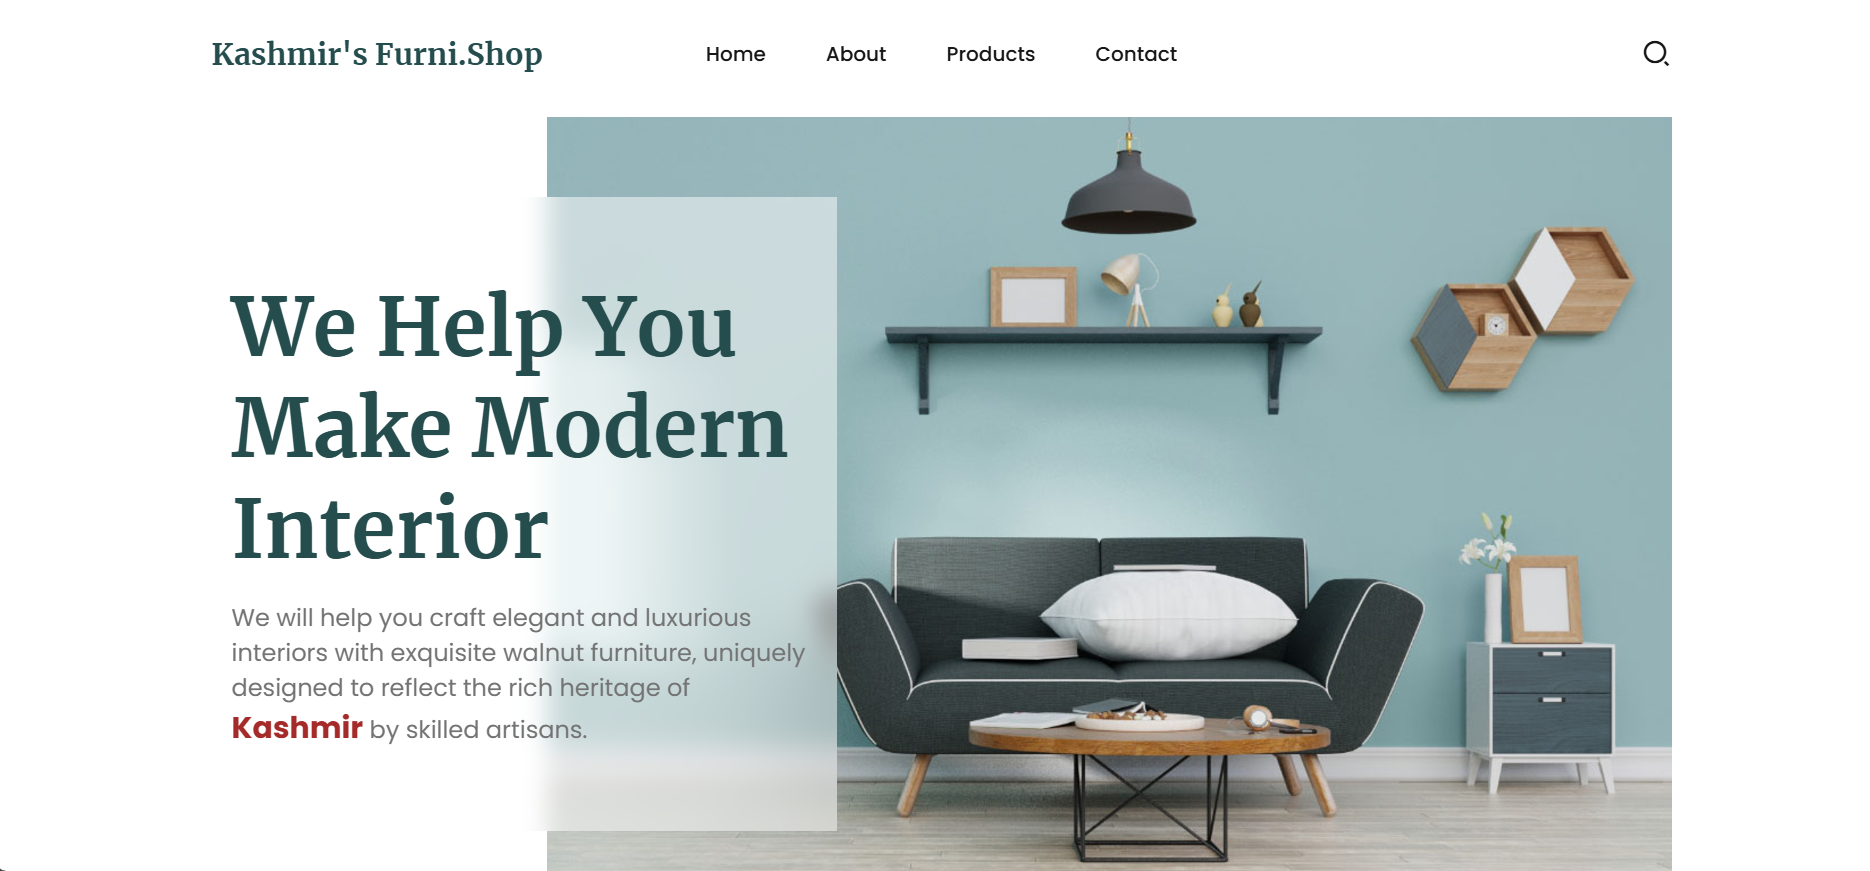 Kashmir's Furni.Shop
Home About Products Contact
We Help You
Make Modern
Interior
We will help you craft elegant and luxurious
interiors with exquisite walnut furniture, uniquely
designed to reflect the rich heritage of
Kashmir by skilled artisans.